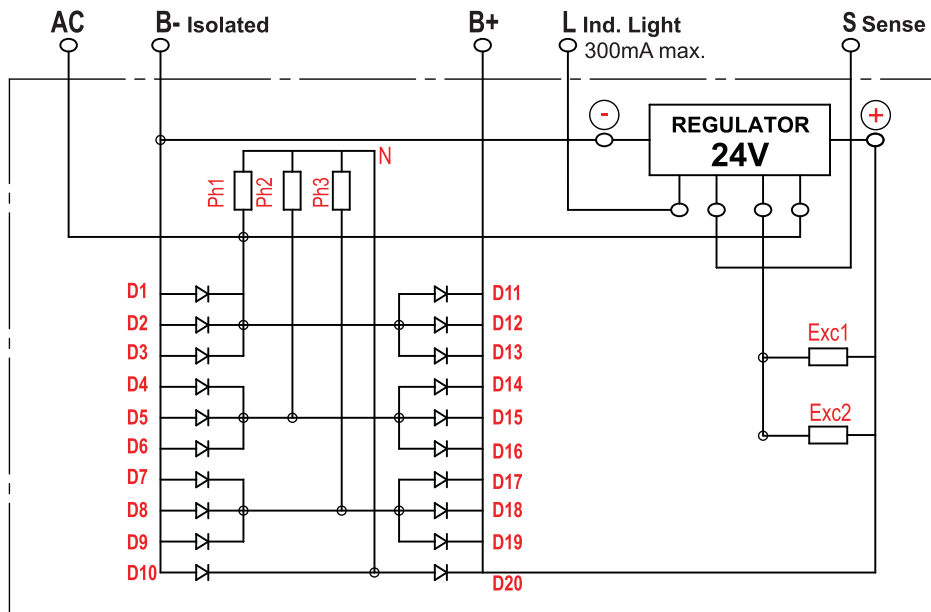 AC
B- Isolated
B+
L Ind. Light
300mA max.
S Sense
-
REGULATOR
24V
+
N
Ph1
Ph2
Ph3
D1
D2
D3
D4
D5
D6
D7
D8
D9
D10
D11
D12
D13
D14
D15
D16
D17
D18
D19
D20
Exc1
Exc2